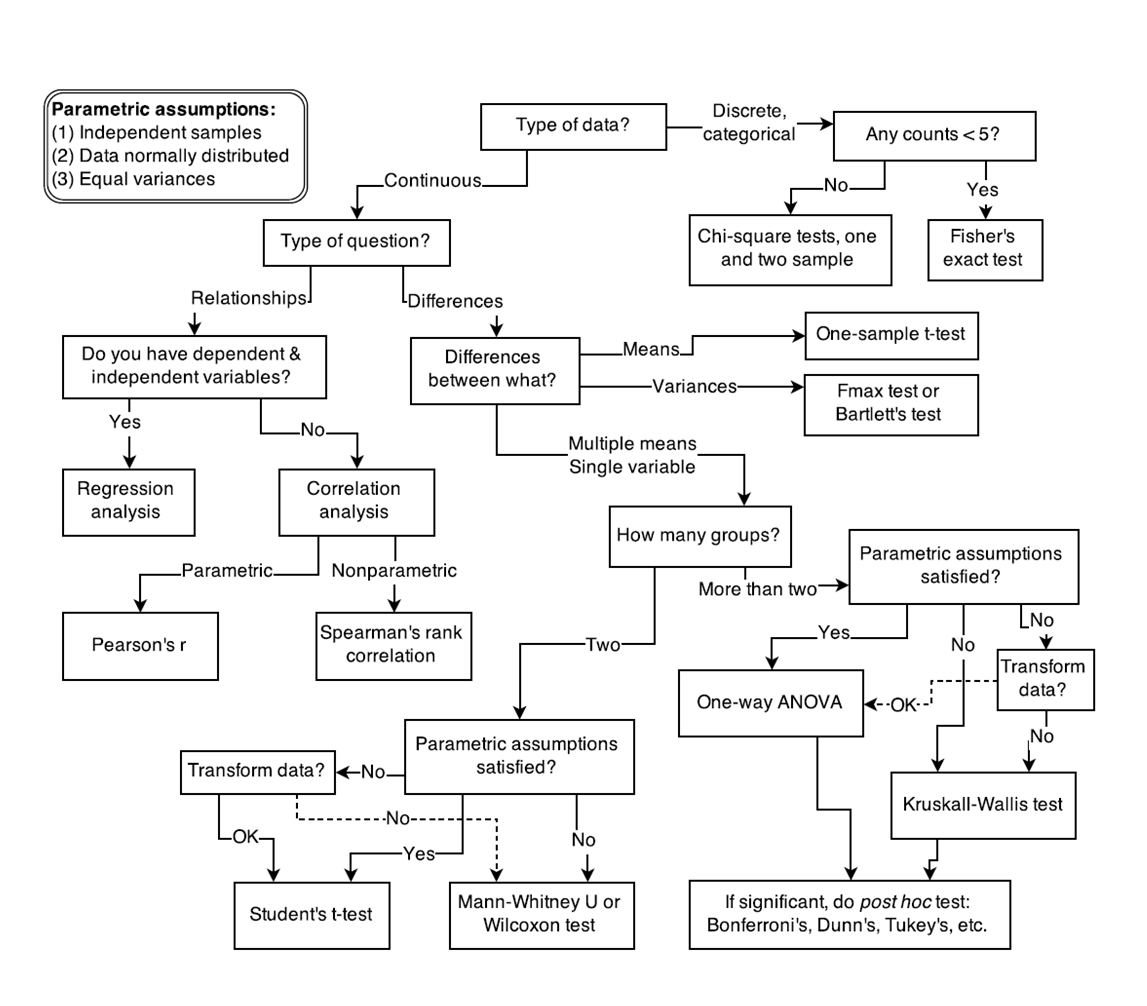 Parametric assumptions:
(1) Independent samples
(2) Data normally distributed
(3) Equal variances
Type of data?
Discrete,
categorical
Any counts < 5?
Continuous
No
Yes
Type of question?
Chi-square tests, one
and two sample
Fisher's
exact test
Relationships
Differences
Do you have dependent &
independent variables?
Differences
between what?
Means
One-sample t-test
Variances
Fmax test or
Bartlett's test
Yes
No
Multiple means
Single variable
Regression
analysis
Correlation
analysis
How many groups?
Parametric assumptions
satisfied?
Parametric
Nonparametric
More than two
Pearson's r
Spearman's rank
correlation
Two
Yes
No
No
Transform
data?
One-way ANOVA
OK
No
Parametric assumptions
satisfied?
No
Transform data?
Kruskall-Wallis test
OK
No
Yes
No
Student's t-test
Mann-Whitney U or
Wilcoxon test
If significant, do post hoc test:
Bonferroni's, Dunn's, Tukey's, etc.